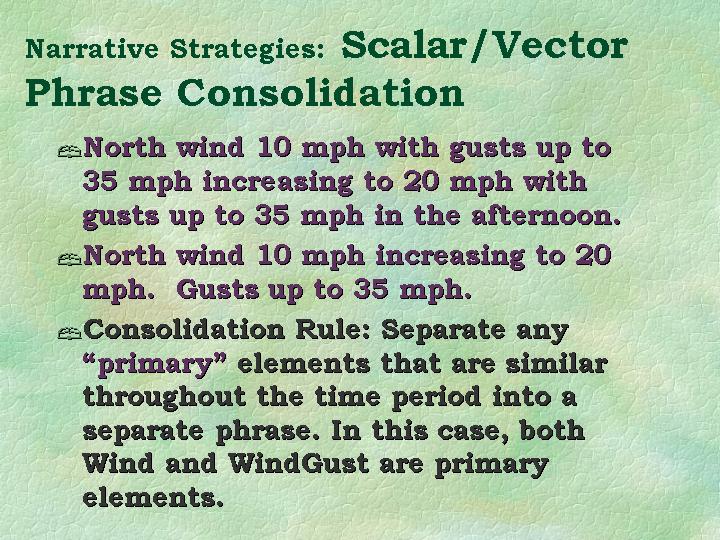 Narrative Strategies: Scalar/Vector
Phrase Consolidation
North wind 10 mph with gusts up to
35 mph increasing to 20 mph with
gusts up to 35 mph in the afternoon.
North wind 10 mph increasing to 20
mph. Gusts up to 35 mph.
Consolidation Rule: Separate any
“primary” elements that are similar
throughout the time period into a
separate phrase. In this case, both
Wind and WindGust are primary
elements.